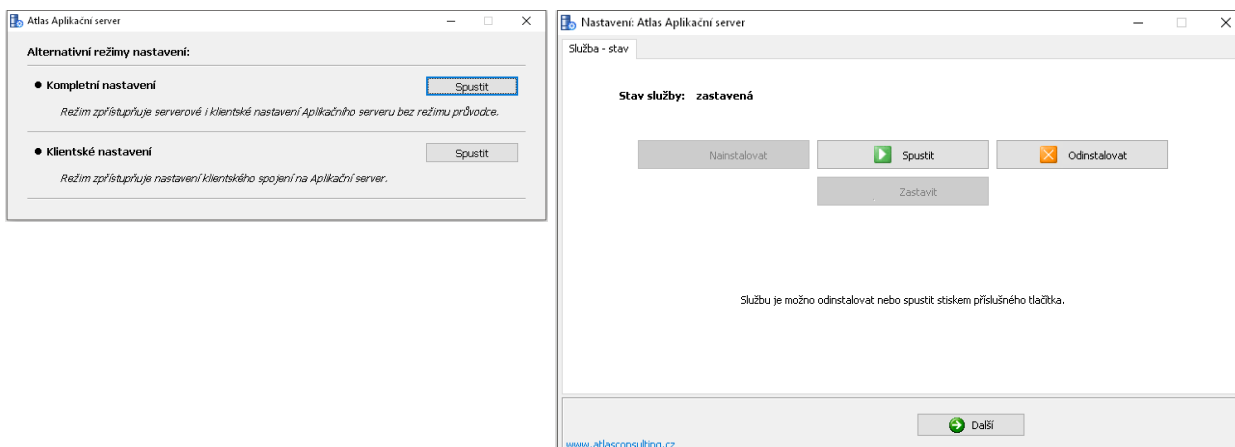 Atlas Aplikační server
Alternativní režimy nastavení:
Kompletní nastavení
Spustit
Režim zpřístupňuje serverové i klientské nastavení Aplikačního serveru bez režimu průvodce.
Klientské nastavení
Spustit
Režim zpřístupňuje nastavení klientského spojení na Aplikační server.
Nastavení: Atlas Aplikační server
Služba - stav
Stav služby: zastavená
Nainstalovat
Spustit
Odinstalovat
Zastavit
Službu je možno odinstalovat nebo spustit stiskem příslušného tlačítka.
Další
www.atlasconsulting.cz